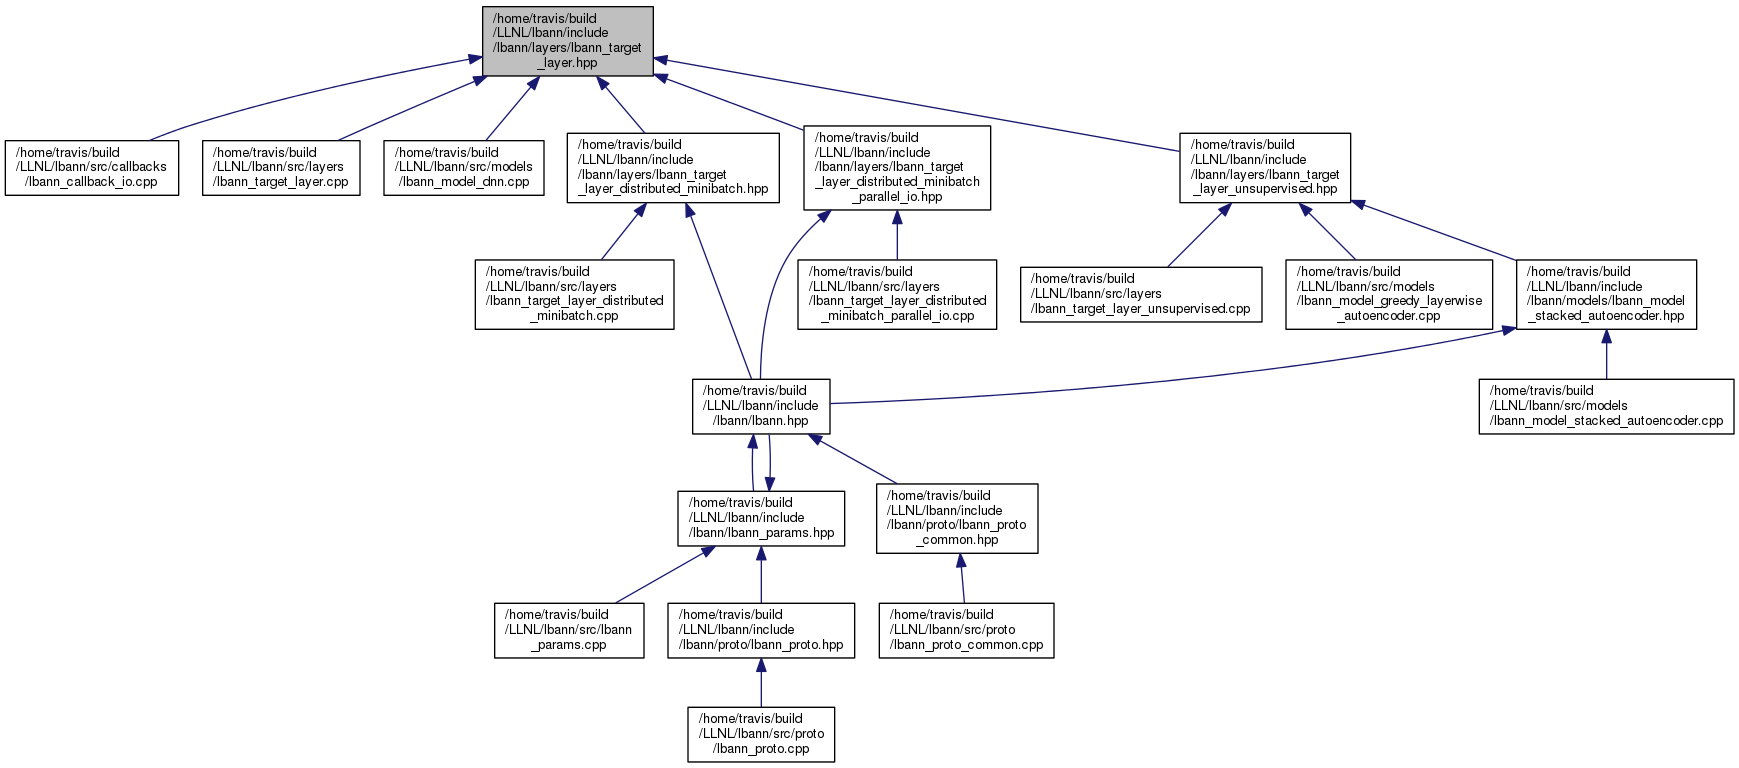 /home/travis/build
/LLNL/lbann/include
/lbann/layers/lbann_target
_layer.hpp
/home/travis/build
/LLNL/lbann/src/callbacks
/lbann_callback_io.cpp
/home/travis/build
/LLNL/lbann/src/layers
/lbann_target_layer.cpp
/home/travis/build
/LLNL/lbann/src/models
/lbann_model_dnn.cpp
/home/travis/build
/LLNL/lbann/include
/lbann/layers/lbann_target
_layer_distributed_minibatch.hpp
/home/travis/build
/LLNL/lbann/include
/lbann/layers/lbann_target
_layer_distributed_minibatch
_parallel_io.hpp
/home/travis/build
/LLNL/lbann/include
/lbann/layers/lbann_target
_layer_unsupervised.hpp
/home/travis/build
/LLNL/lbann/src/layers
/lbann_target_layer_distributed
_minibatch.cpp
/home/travis/build
/LLNL/lbann/src/layers
/lbann_target_layer_distributed
_minibatch_parallel_io.cpp
/home/travis/build
/LLNL/lbann/src/layers
/lbann_target_layer_unsupervised.cpp
/home/travis/build
/LLNL/lbann/src/models
/lbann_model_greedy_layerwise
_autoencoder.cpp
/home/travis/build
/LLNL/lbann/include
/lbann/models/lbann_model
_stacked_autoencoder.hpp
/home/travis/build
/LLNL/lbann/include
/lbann/lbann.hpp
/home/travis/build
/LLNL/lbann/src/models
/lbann_model_stacked_autoencoder.cpp
/home/travis/build
/LLNL/lbann/include
/lbann/lbann_params.hpp
/home/travis/build
/LLNL/lbann/include
/lbann/proto/lbann_proto
_common.hpp
/home/travis/build
/LLNL/lbann/src/lbann
_params.cpp
/home/travis/build
/LLNL/lbann/include
/lbann/proto/lbann_proto.hpp
/home/travis/build
/LLNL/lbann/src/proto
/lbann_proto_common.cpp
/home/travis/build
/LLNL/lbann/src/proto
/lbann_proto.cpp